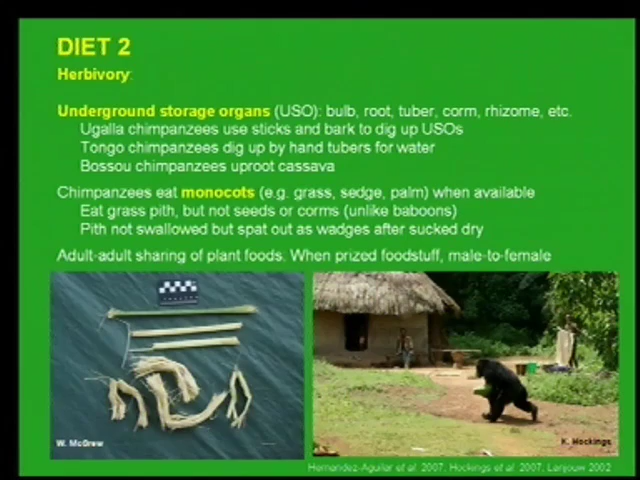 DIET 2
Herbivory:
Underground storage organs (USO): bulb, root, tuber, corm, rhizome, etc.
Ugalla chimpanzees use sticks and bark to dig up USOs
Tongo chimpanzees dig up by hand tubers for water
Bossou chimpanzees uproot cassava
Chimpanzees eat monocots (e.g. grass, sedge, palm) when available
Eat grass pith, but not seeds or corms (unlike baboons)
Pith not swallowed but spat out as wadges after sucked dry
Adult-adult sharing of plant foods. When prized foodstuff, male-to-female
W. McGrew
K. Hockings
Hernandez-Aguilar et al. 2007; Hockings et al. 2007; Lanjouw 2002